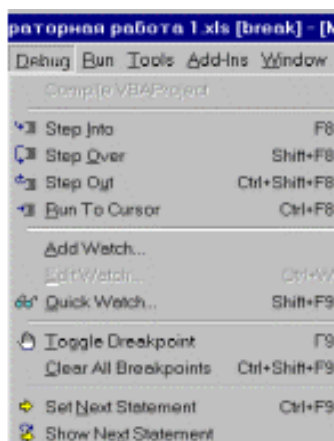 раторная работа 1.xls [break] - [M
Debug Run Tools Add-Ins Window
Compile VBAProject
Step Into F8
Step Over Shift+F8
Step Out Ctrl+Shift+F8
Run To Cursor Ctrl+F8
Add Watch...
Edit Watch... Ctrl+W
Quick Watch... Shift+F9
Toggle Breakpoint F9
Clear All Breakpoints Ctrl+Shift+F9
Set Next Statement Ctrl+F9
Show Next Statement